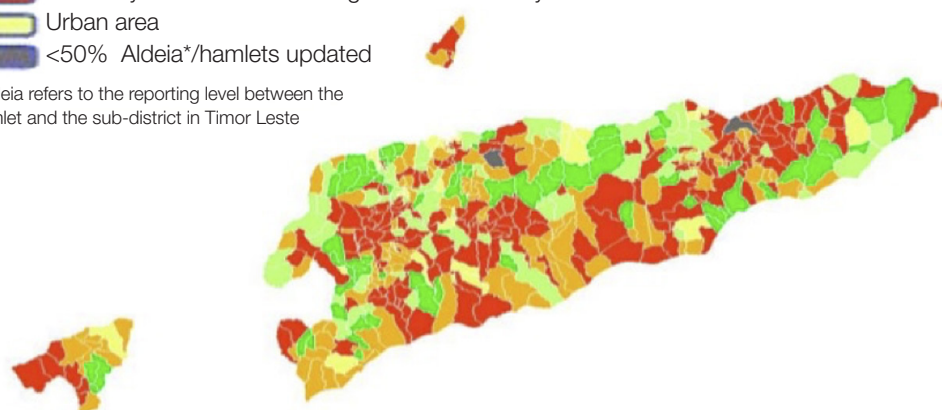 Urban area
<50% Aldeia*/hamlets updated
eia refers to the reporting level between the
nlet and the sub-district in Timor Leste